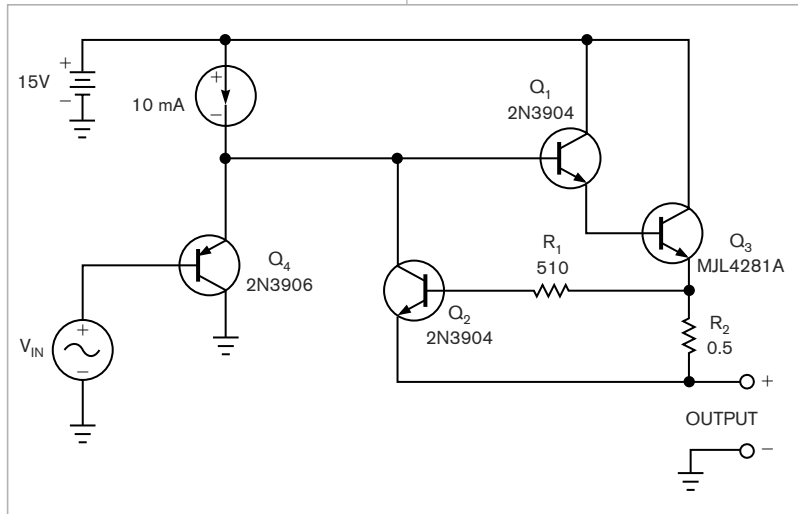 +
15V
−
+
10 mA
−
Q1
2N3904
Q4
2N3906
VIN
+
−
Q2
2N3904
R1
510
Q3
MJL4281A
R2
0.5
+
OUTPUT
−